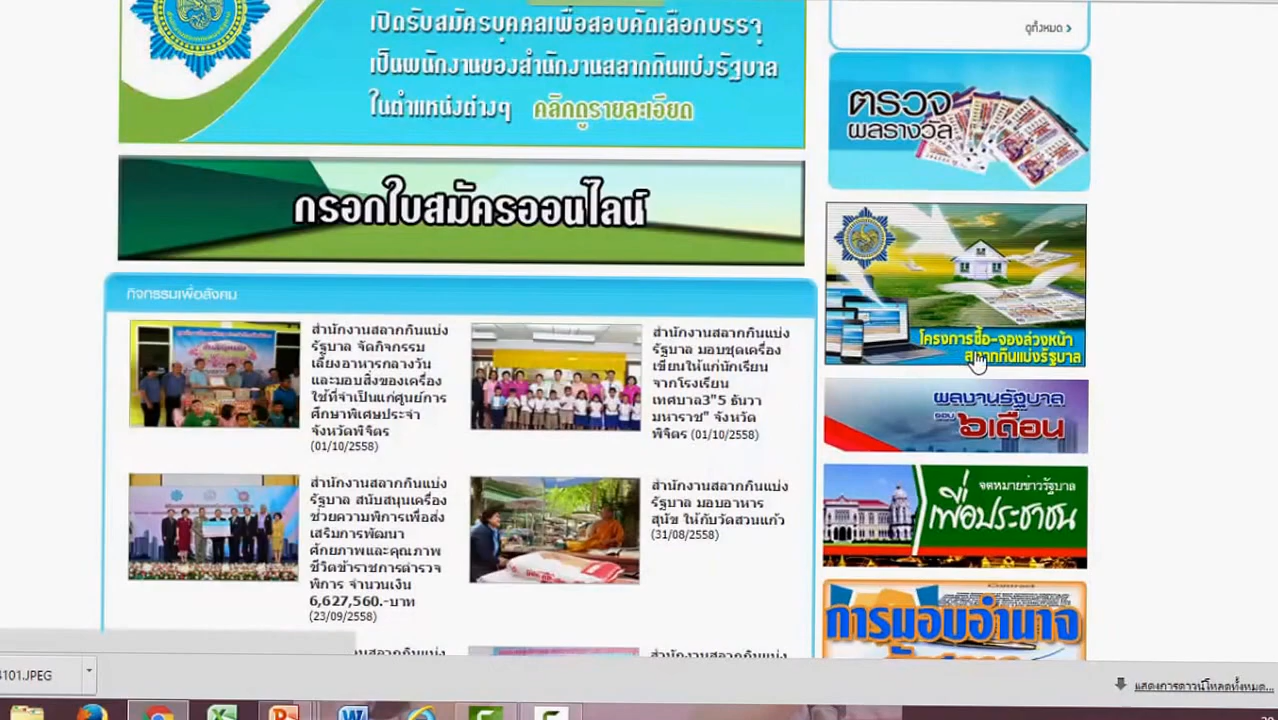 เปิดรับสมัครบุคคลเพื่อสอบคัดเลือกบรรจุ
เป็นพนักงานของสำนักงานสลากกินแบ่งรัฐบาล
ในตำแหน่งต่างๆ คลิกดูรายละเอียด
กรอกใบสมัครออนไลน์
กิจกรรมเพื่อสังคม
สำนักงานสลากกินแบ่ง
รัฐบาล จัดกิจกรรม
เลี้ยงอาหารกลางวัน
และมอบสิ่งของเครื่อง
ใช้ที่จำเป็นแก่ศูนย์การ
ศึกษาพิเศษประจำ
จังหวัดพิจิตร
(01/10/2558)
สำนักงานสลากกินแบ่ง
รัฐบาล มอบชุดเครื่อง
เขียนให้แก่นักเรียน
จากโรงเรียน
เทศบาล3"5 ธันวา
มหาราช" จังหวัด
พิจิตร (01/10/2558)
สำนักงานสลากกินแบ่ง
รัฐบาล สนับสนุนเครื่อง
ช่วยความพิการเพื่อส่ง
เสริมการพัฒนา
ศักยภาพและคุณภาพ
ชีวิตข้าราชการตำรวจ
พิการ จำนวนเงิน
6,627,560.-บาท
(23/09/2558)
สำนักงานสลากกินแบ่ง
รัฐบาล มอบอาหาร
สุนัข ให้กับวัดสวนแก้ว
(31/08/2558)
สำนักงานสลากกินแบ่ง
ดูทั้งหมด
ตรวจ
ผลรางวัล
โครงการซื้อ-จองล่วงหน้า
สลากกินแบ่งรัฐบาล
ผลงานรัฐบาล
รอบ ๖ เดือน
จดหมายข่าวรัฐบาล
เพื่อประชาชน
การมอบอำนาจ
4101.JPEG
แสดงการดาวน์โหลดทั้งหมด...